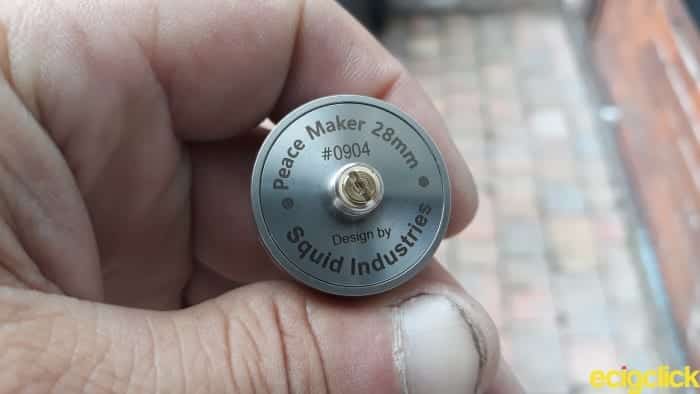 Peace Maker 28mm
#0904
Design by
Squid Industries
ecigclick